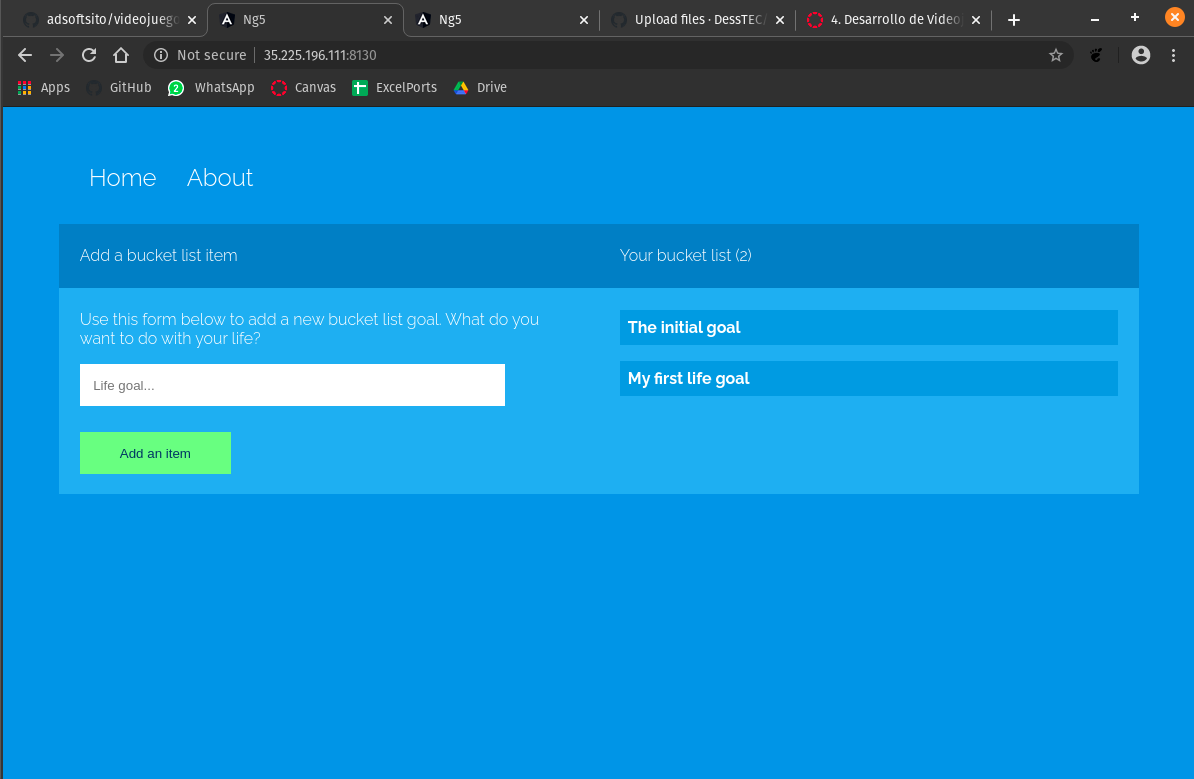 adsoftsito/videojuego
Ng5
Ng5
Upload files · DessTEC/
4. Desarrollo de Videoj
Not secure
35.225.196.111:8130
Apps
GitHub
2
WhatsApp
Canvas
ExcelPorts
Drive
Home
About
Add a bucket list item
Your bucket list (2)
Use this form below to add a new bucket list goal. What do you
want to do with your life?
The initial goal
My first life goal
Life goal...
Add an item